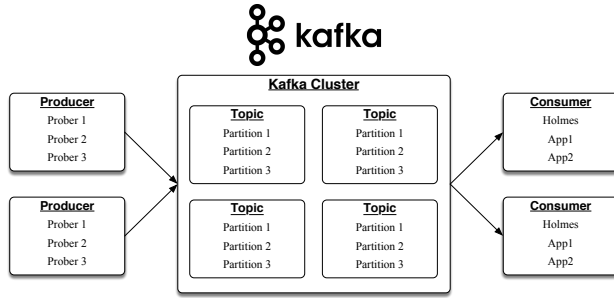 kafka
Kafka Cluster
Producer
Prober 1
Prober 2
Prober 3
Producer
Prober 1
Prober 2
Prober 3
Topic
Partition 1
Partition 2
Partition 3
Topic
Partition 1
Partition 2
Partition 3
Topic
Partition 1
Partition 2
Partition 3
Topic
Partition 1
Partition 2
Partition 3
Consumer
Holmes
App1
App2
Consumer
Holmes
App1
App2